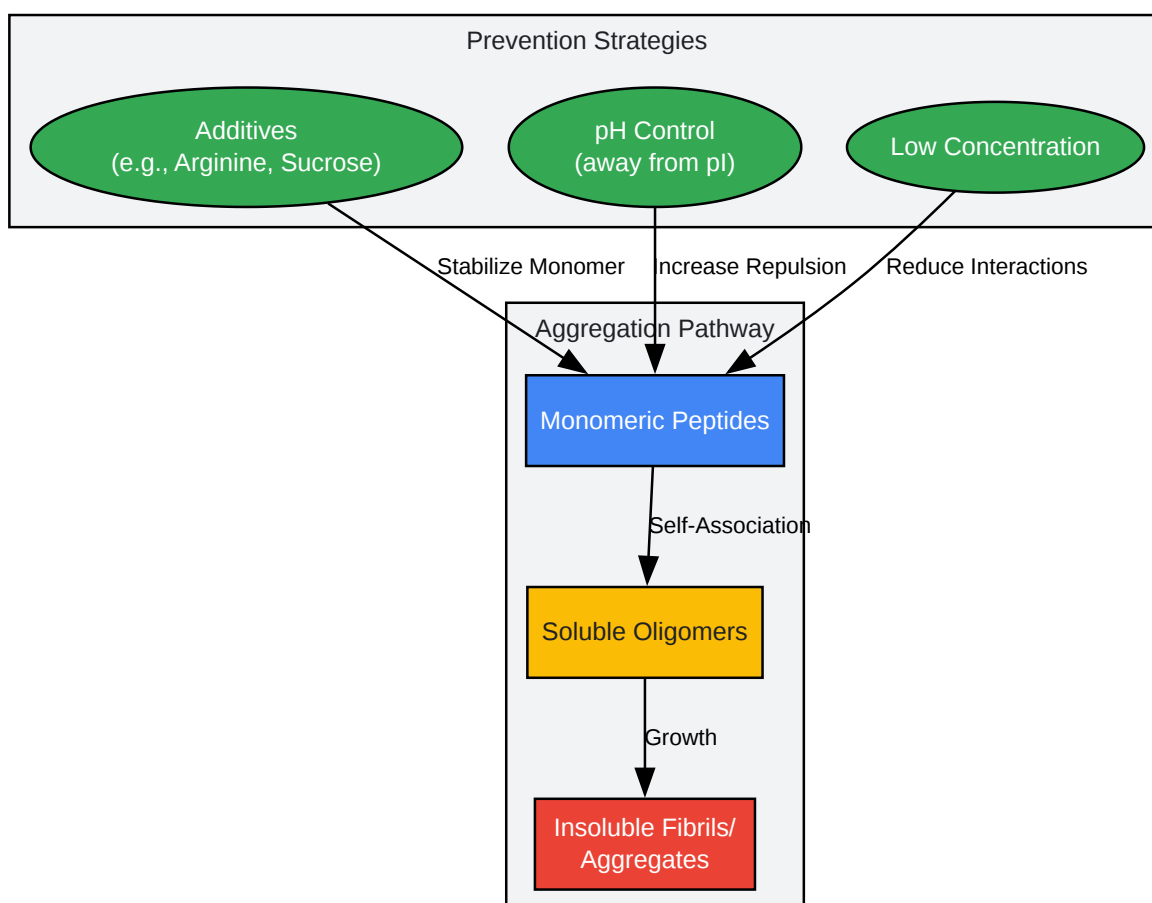 Prevention Strategies
Additives
(e.g., Arginine, Sucrose)
pH Control
(away from pI)
Low Concentration
Stabilize Monomer
Increase Repulsion
Reduce Interactions
Aggregation Pathway
Monomeric Peptides
Self-Association
Soluble Oligomers
Growth
Insoluble Fibrils/
Aggregates